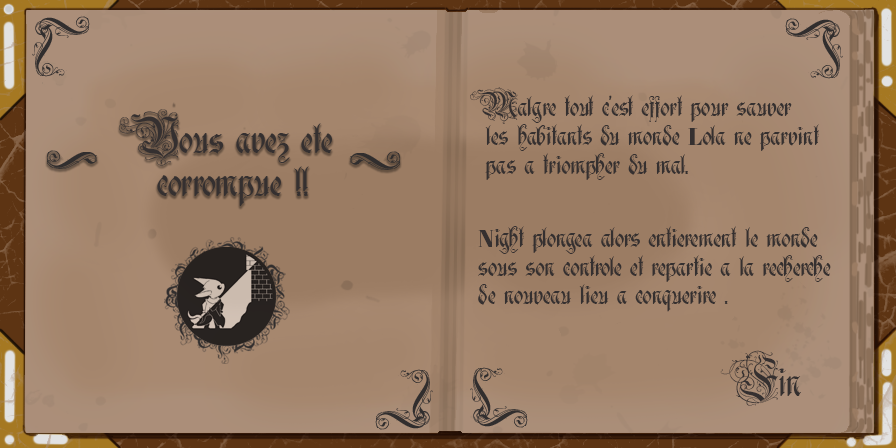 Vous avez ete
corrompue !!
Malgre tout c'est effort pour sauver
les habitants du monde Lola ne parvint
pas a triompher du mal.
Night plongea alors entierement le monde
sous son controle et repartie a la recherche
de nouveau lieu a conquerire .
Fin